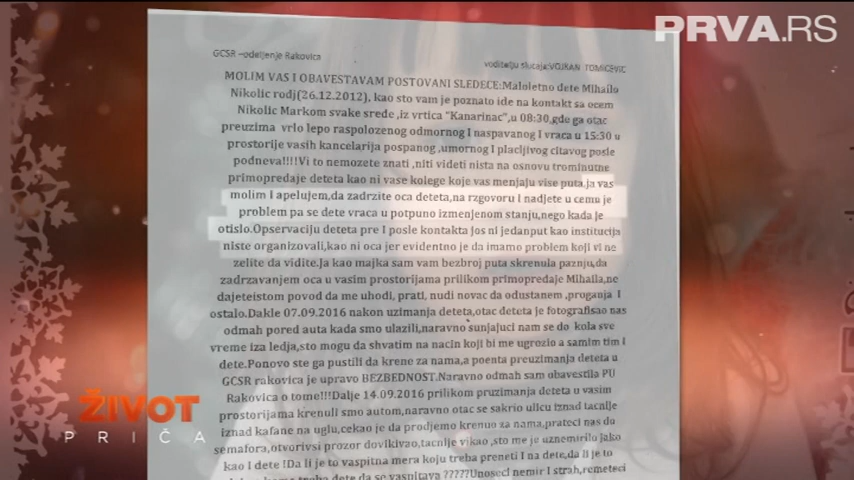 PRVA.RS
GCSR –odeljenje Rakovica
voditelju slucaja:VOJKAN TOMICEVIC
MOLIM VAS I OBAVESTAVAM POSTOVANI SLEDECE:Maloletno dete Mihailo
Nikolic rodj(26.12.2012), kao sto vam je poznato ide na kontakt sa ocem
Nikolic Markom svake srede ,iz vrtica "Kanarinac",u 08:30,gde ga otac
preuzima vrlo lepo raspolozenog odmornog I naspavanog I vraca u 15:30 u
prostorije vasih kancelarija pospanog ,umornog I placljivog citavog posle
podneva!!!!Vi to nemozete znati ,niti videti nista na osnovu trominutne
primopredaje deteta kao ni vase kolege koje vas menjaju vise puta.ja vas
molim I apelujem,da zadrzite oca deteta,na rzgovoru I nadjete u cemu je
problem pa se dete vraca u potpuno izmenjenom stanju,nego kada je
otislo.Opservaciju deteta pre I posle kontakta jos ni jedanput kao institucija
niste organizovali,kao ni oca jer evidentno je da imamo problem koji vi ne
zelite da vidite.Ja kao majka sam vam bezbroj puta skrenula paznju,da
zadrzavanjem oca u vasim prostorijama prilikom primopredaje Mihaila,ne
dajeteistom povod da me uhodi, prati, nudi novac da odustanem ,proganja I
ostalo.Dakle 07.09.2016 nakon uzimanja deteta,otac deteta je fotografisao nas
odmah pored auta kada smo ulazili,naravno sunjajuci nam se do kola sve
vreme iza ledja,sto mogu da shvatim na nacin koji bi me ugrozio a samim tim I
dete.Ponovo ste ga pustili da krene za nama,a poenta preuzimanja deteta u
GCSR rakovica je upravo BEZBEDNOST.Naravno odmah sam obavestila PU
Rakovica o tome!!!Dalje 14.09.2016 prilikom pruzimanja deteta u vasim
prostorijama krenuli smo autom,naravno otac se sakrio ulicu iznad tacnije
iznad kafane na uglu,cekao je da prodjemo krenuo za nama,prateci nas do
semafora,otvorivsi prozor dovikivao,tacnije vikao ,sto me je uznemirilo jako
kao I dete !Da li je to vaspitna mera koju treba preneti I na dete,da li je to
treba dete da se vaspitava ?????Unoseci nemir I strah,remeteci
ŽIVOT
PRIČA